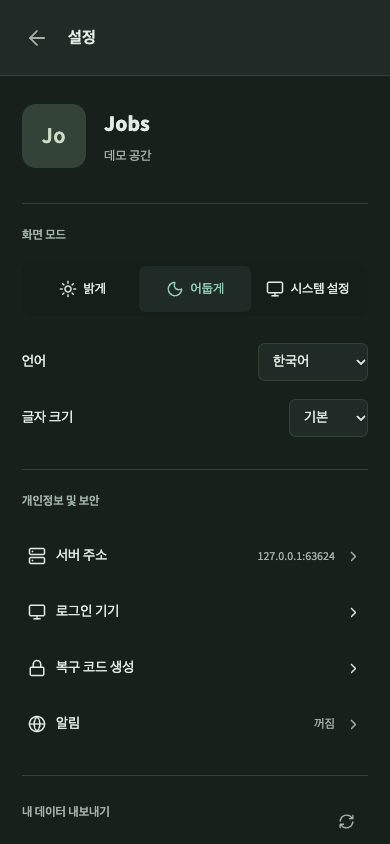 설정
Jo
Jobs
데모 공간
화면 모드
밝게
어둡게
시스템 설정
언어
한국어
글자 크기
기본
개인정보 및 보안
서버 주소
127.0.0.1:63624
로그인 기기
복구 코드 생성
알림
꺼짐
내 데이터 내보내기